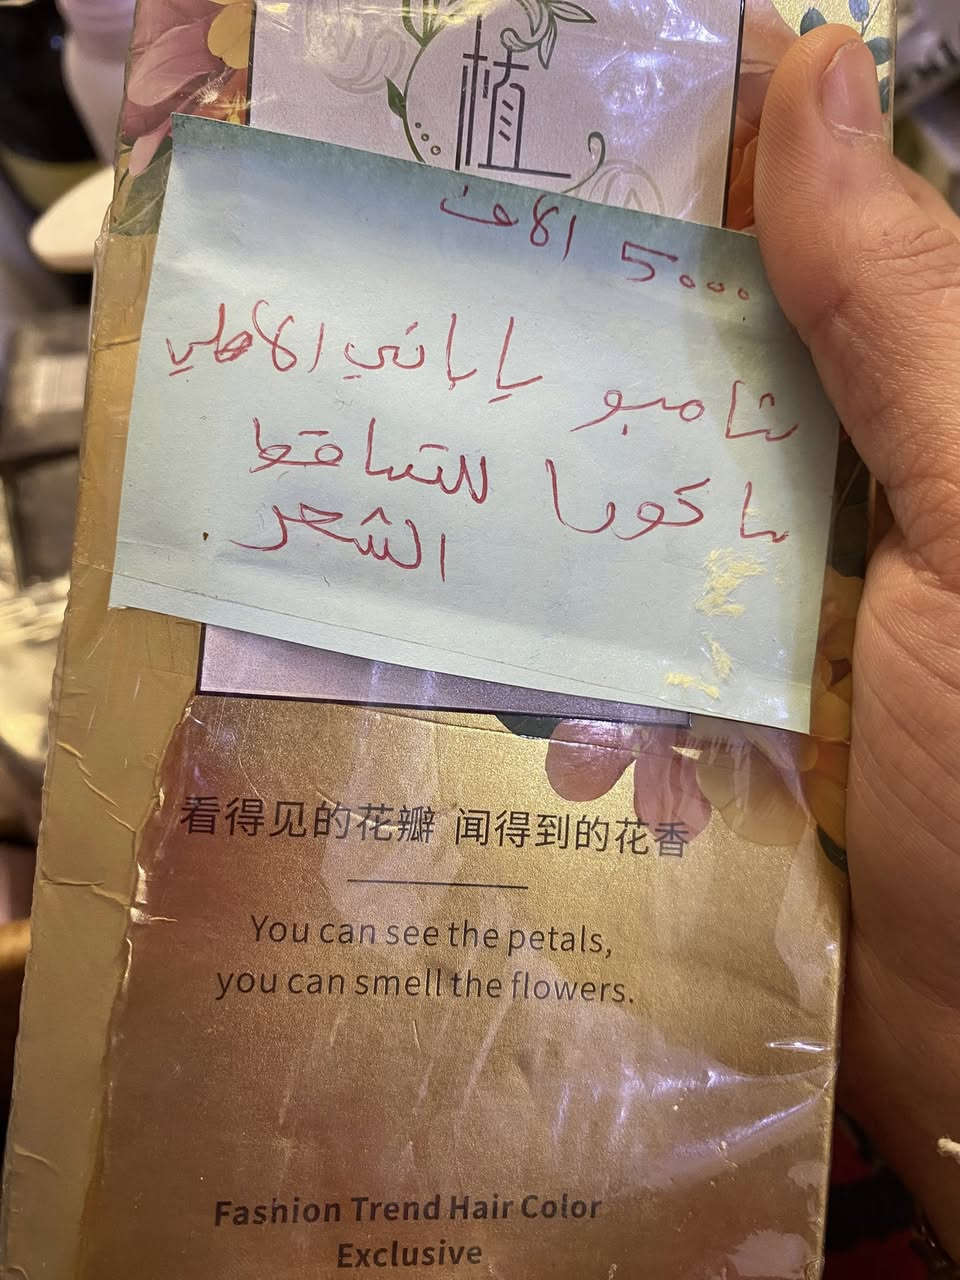 植
5000 الاف
شامبو ياباني الأصلي
ساكورا للتساقط
الشعر.
看得见的花瓣 闻得到的花香
You can see the petals,
you can smell the flowers.
Fashion Trend Hair Color
Exclusive